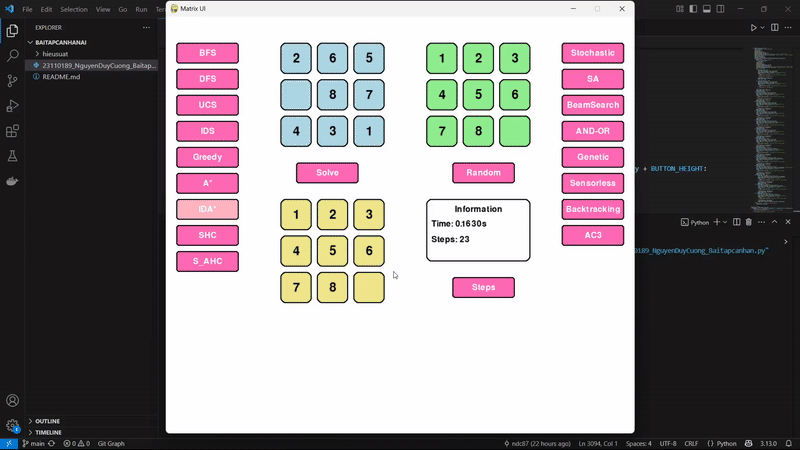 File Edit Selection View Go Run Ter
Matrix UI
EXPLORER
BAITAPCANHANAI
hieusuat
23110189_NguyenDuyCuong_Baitap...
README.md
BFS
DFS
UCS
IDS
Greedy
A*
IDA*
SHC
S_AHC
2 6 5
8 7
4 3 1
1 2 3
4 5 6
7 8
Solve
Random
1 2 3
4 5 6
7 8
Information
Time: 0.1630s
Steps: 23
Steps
Stochastic
SA
BeamSearch
AND-OR
Genetic
Sensorless
Backtracking
AC3
y + BUTTON_HEIGHT:
Python
0189_NguyenDuyCuong_Baitapcanhan.py"
OUTLINE
TIMELINE
main
0 0
Git Graph
ndc87 (22 hours ago)
Ln 3094, Col 1
Spaces: 4
UTF-8
CRLF
Python
3.13.0